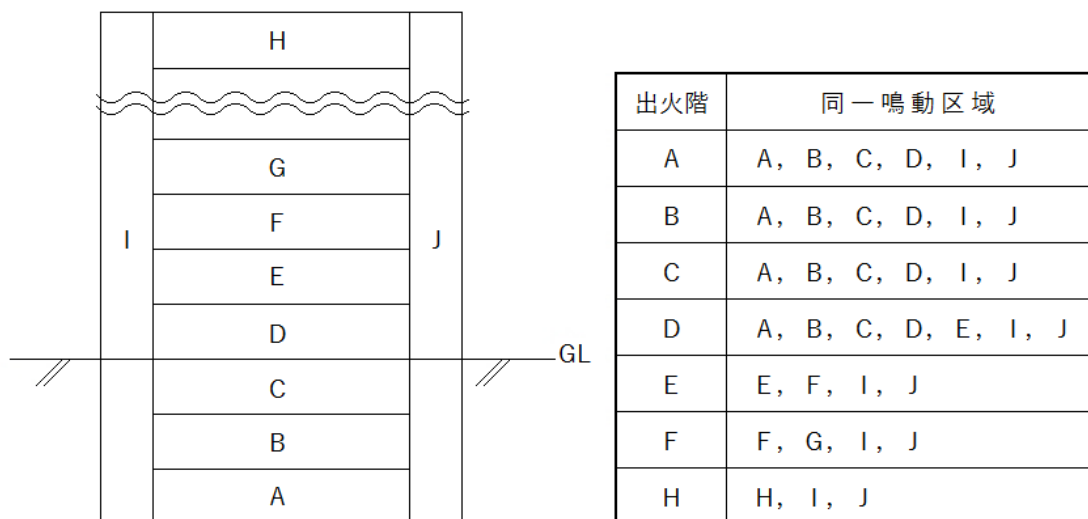 H
G
F
I
J
E
D
GL
C
B
A
出火階 同一鳴動区域
A A, B, C, D, I, J
B A, B, C, D, I, J
C A, B, C, D, I, J
D A, B, C, D, E, I, J
E E, F, I, J
F F, G, I, J
H H, I, J